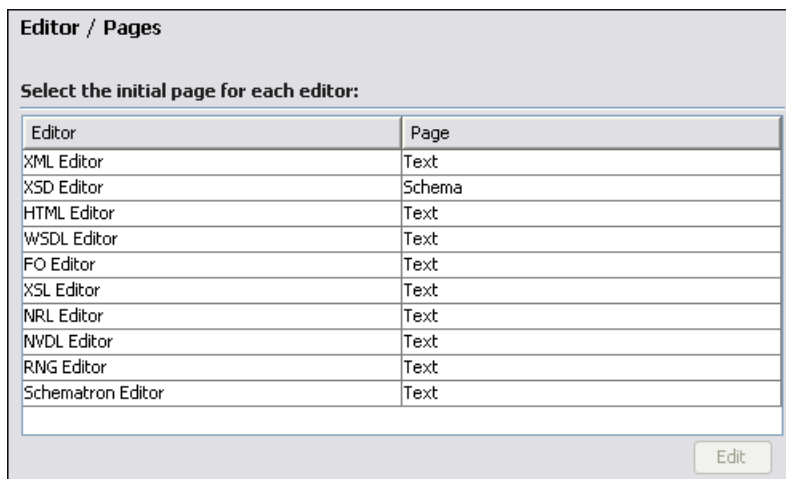 Editor / Pages
Select the initial page for each editor:
Editor Page
XML Editor Text
XSD Editor Schema
HTML Editor Text
WSDL Editor Text
FO Editor Text
XSL Editor Text
NRL Editor Text
NVDL Editor Text
RNG Editor Text
Schematron Editor Text
Edit